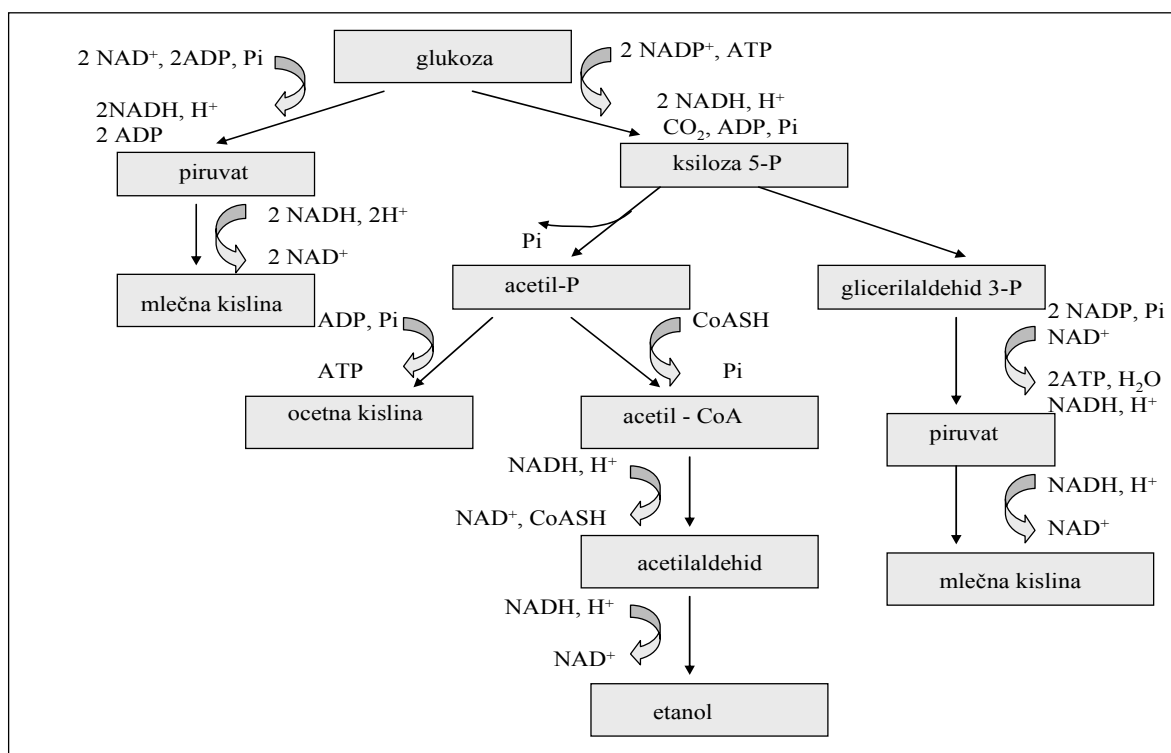 glukoza
2 NAD⁺, 2ADP, Pi
2 NADP⁺, ATP
2NADH, H⁺
2 ADP
2 NADH, H⁺
CO₂, ADP, Pi
piruvat
ksiloza 5-P
2 NADH, 2H⁺
2 NAD⁺
Pi
mlečna kislina
acetil-P
glicerilaldehid 3-P
ADP, Pi
ATP
CoASH
Pi
2 NADP, Pi
NAD⁺
2ATP, H₂O
NADH, H⁺
ocetna kislina
acetil - CoA
piruvat
NADH, H⁺
NAD⁺, CoASH
NADH, H⁺
NAD⁺
acetilaldehid
mlečna kislina
NADH, H⁺
NAD⁺
etanol